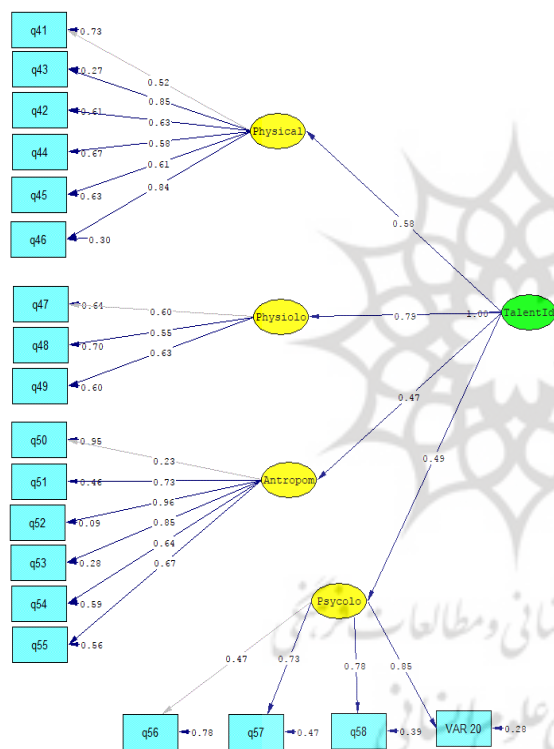 q41
0.73
0.52
q43
0.27
0.85
q42
0.61
0.63
Physical
q44
0.67
0.58
q45
0.63
0.61
q46
0.30
0.84
0.58
q47
0.64
0.60
Physiolo
0.79
1.00
TalentId
q48
0.70
0.55
q49
0.60
0.63
0.47
0.49
q50
0.95
0.23
q51
0.46
0.73
Antropom
q52
0.09
0.96
q53
0.28
0.85
q54
0.59
0.64
q55
0.56
0.67
Psycolo
0.47
0.73
0.78
0.85
q56
0.78
q57
0.47
q58
0.39
VAR 20
0.28
انی و مطالعات فرهنگی
علوم انسانی